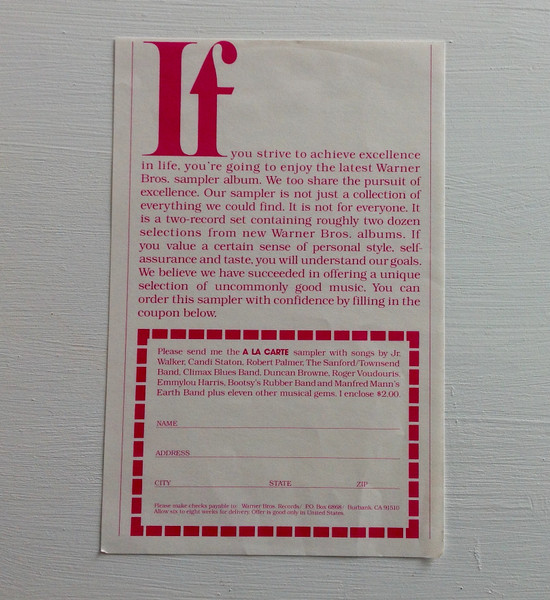 If you strive to achieve excellence
in life, you're going to enjoy the latest Warner
Bros. sampler album. We too share the pursuit of
excellence. Our sampler is not just a collection of
everything we could find. It is not for everyone. It
is a two-record set containing roughly two dozen
selections from new Warner Bros. albums. If
you value a certain sense of personal style, self-
assurance and taste, you will understand our goals.
We believe we have succeeded in offering a unique
selection of uncommonly good music. You can
order this sampler with confidence by filling in the
coupon below.
Please send me the A LA CARTE sampler with songs by Jr.
Walker, Candi Staton, Robert Palmer, The Sanford/Townsend
Band, Climax Blues Band, Duncan Browne, Roger Voudouris,
Emmylou Harris, Bootsy's Rubber Band and Manfred Mann's
Earth Band plus eleven other musical gems. I enclose $2.00.
NAME
ADDRESS
CITY STATE ZIP
Please make checks payable to: Warner Bros. Records/ P.O. Box 6868/ Burbank, CA 91510
Allow six-to-eight weeks for delivery. Offer is good only in United States.